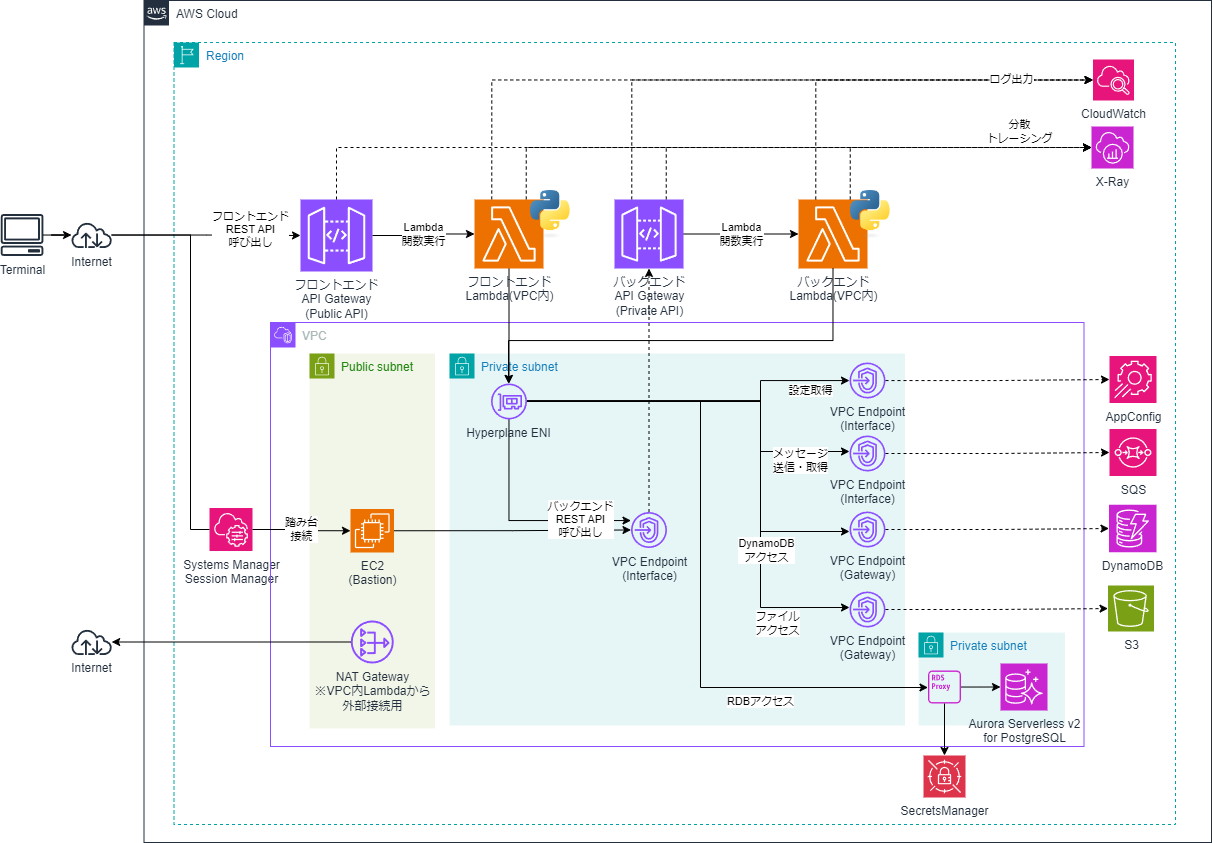 aws
AWS Cloud
Region
ログ出力
CloudWatch
分散
トレーシング
X-Ray
Terminal
Internet
フロントエンド
REST API
呼び出し
フロントエンド
API Gateway
(Public API)
Lambda
関数実行
フロントエンド
Lambda(VPC内)
バックエンド
API Gateway
(Private API)
Lambda
関数実行
バックエンド
Lambda(VPC内)
VPC
Public subnet
Private subnet
Hyperplane ENI
設定取得
VPC Endpoint
(Interface)
AppConfig
メッセージ
送信・取得
VPC Endpoint
(Interface)
SQS
Systems Manager
Session Manager
踏み台
接続
EC2
(Bastion)
バックエンド
REST API
呼び出し
VPC Endpoint
(Interface)
DynamoDB
アクセス
VPC Endpoint
(Gateway)
DynamoDB
ファイル
アクセス
VPC Endpoint
(Gateway)
S3
Internet
NAT Gateway
※VPC内Lambdaから
外部接続用
RDBアクセス
Private subnet
RDS
Proxy
Aurora Serverless v2
for PostgreSQL
SecretsManager